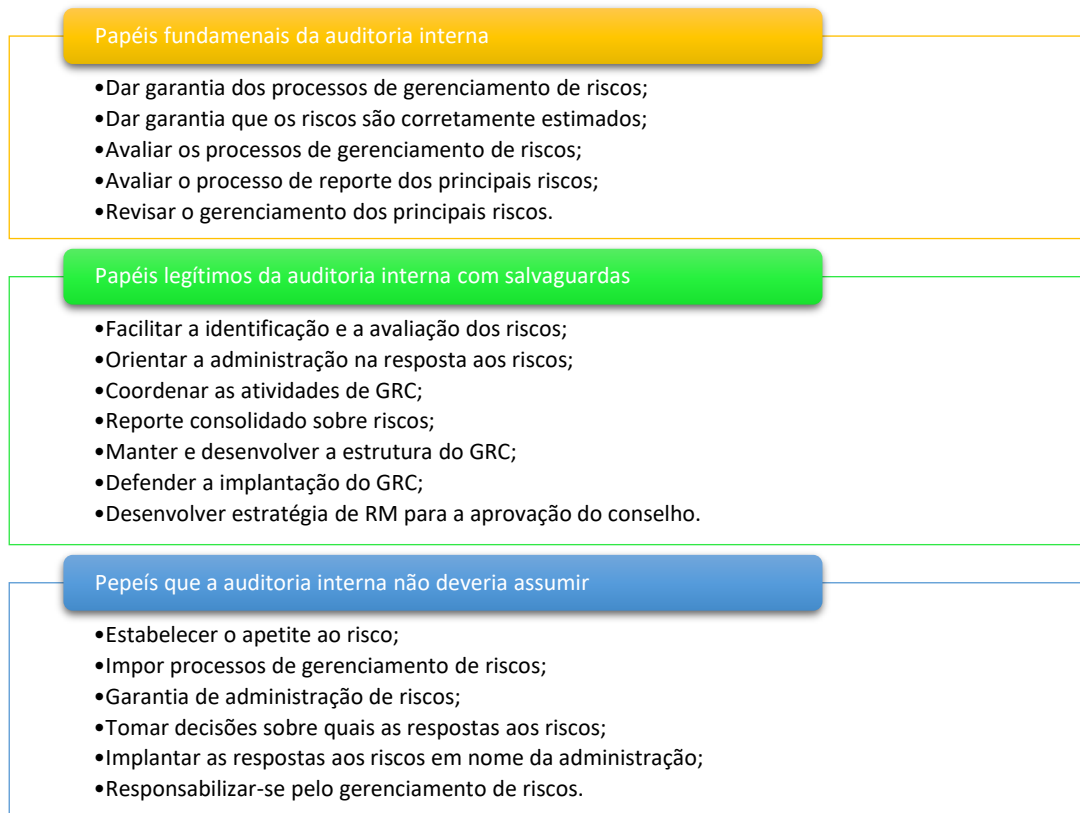 Papéis fundamenais da auditoria interna
•Dar garantia dos processos de gerenciamento de riscos;
•Dar garantia que os riscos são corretamente estimados;
•Avaliar os processos de gerenciamento de riscos;
•Avaliar o processo de reporte dos principais riscos;
•Revisar o gerenciamento dos principais riscos.
Papéis legítimos da auditoria interna com salvaguardas
•Facilitar a identificação e a avaliação dos riscos;
•Orientar a administração na resposta aos riscos;
•Coordenar as atividades de GRC;
•Reporte consolidado sobre riscos;
•Manter e desenvolver a estrutura do GRC;
•Defender a implantação do GRC;
•Desenvolver estratégia de RM para a aprovação do conselho.
Pepeís que a auditoria interna não deveria assumir
•Estabelecer o apetite ao risco;
•Impor processos de gerenciamento de riscos;
•Garantia de administração de riscos;
•Tomar decisões sobre quais as respostas aos riscos;
•Implantar as respostas aos riscos em nome da administração;
•Responsabilizar-se pelo gerenciamento de riscos.